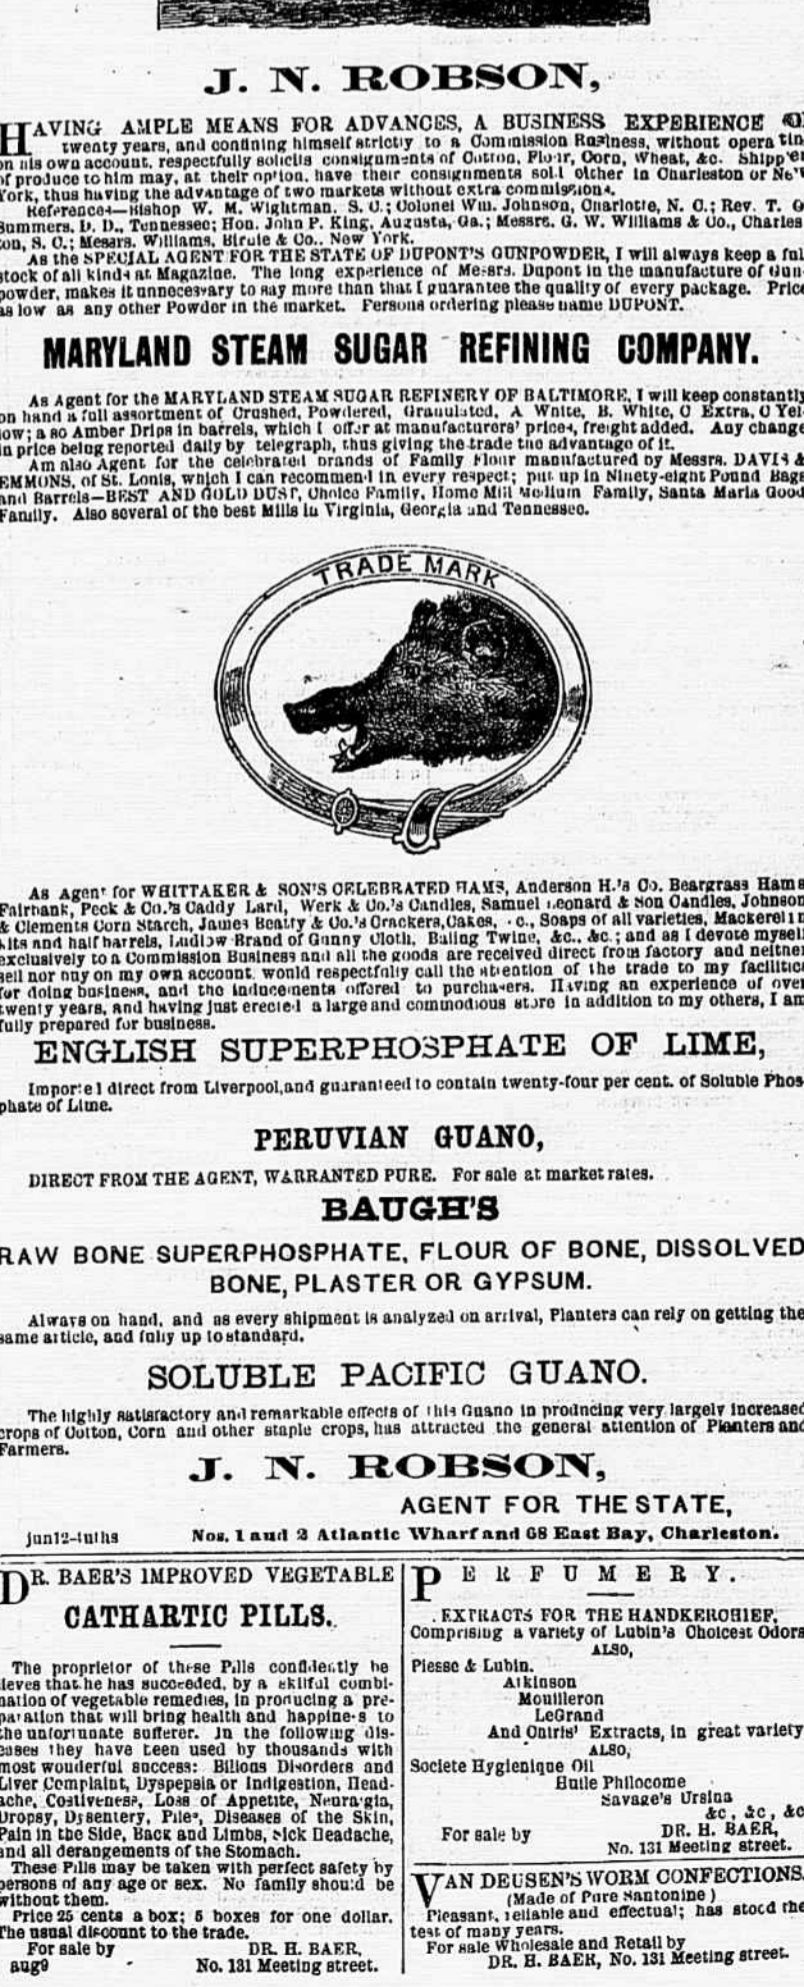 J. N. ROBSON,
HAVING AMPLE MEANS FOR ADVANCES, A BUSINESS EXPERIENCE
twenty years, and confining himself strictly to a Commission Business, without operatin
on his own account, respectfully solicits consignments of Cotton, Flour, Corn, Wheat, &c. Shipper
of produce to him may, at their option, have their consignments sold either in Charleston or New
York, thus having the advantage of two markets without extra commissions.
References—Bishop W. M. Wightman, S. C.; Colonel Wm. Johnson, Charlotte, N. C.; Rev. T. O
Summers, D. D., Tennessee; Hon. John P. King, Augusta, Ga.; Messrs. G. W. Williams & Co., Charles
ton, S. C.; Messrs. Williams, Birnie & Co., New York.
As the SPECIAL AGENT FOR THE STATE OF DUPONT'S GUNPOWDER, I will always keep a ful
stock of all kinds at Magazine. The long experience of Messrs. Dupont in the manufacture of Gun
powder, makes it unnecessary to say more than that I guarantee the quality of every package. Price
as low as any other Powder in the market. Persons ordering please name DUPONT.
MARYLAND STEAM SUGAR REFINING COMPANY.
As Agent for the MARYLAND STEAM SUGAR REFINERY OF BALTIMORE, I will keep constantly
on hand a full assortment of Crushed, Powdered, Granulated, A White, B. White, C Extra, C Yel
low; also Amber Drips in barrels, which I offer at manufacturers' prices, freight added. Any change
in price being reported daily by telegraph, thus giving the trade the advantage of it.
Am also Agent for the celebrated brands of Family Flour manufactured by Messrs. DAVIS &
EMMONS, of St. Louis, which I can recommend in every respect; put up in Ninety-eight Pound Bags
and Barrels—BEST AND GOLD DUST, Choice Family, Home Mill Medium Family, Santa Maria Good
Family. Also several of the best Mills in Virginia, Georgia and Tennessee.
TRADE MARK
As Agent for WHITTAKER & SON'S CELEBRATED HAMS, Anderson H.'s Co. Beargrass Hams
Fairbank, Peck & Co.'s Caddy Lard, Werk & Co.'s Candles, Samuel Leonard & Son Candles, Johnson
& Clements Corn Starch, James Beatty & Co.'s Crackers, Cakes, &c., Soaps of all varieties, Mackerel in
kits and half barrels, Ludlow Brand of Gunny Cloth, Baling Twine, &c., &c.; and as I devote myself
exclusively to a Commission Business and all the goods are received direct from factory and neither
sell nor buy on my own account, would respectfully call the attention of the trade to my facilitie
for doing business, and the inducements offered to purchasers. Having an experience of over
twenty years, and having just erected a large and commodious store in addition to my others, I am
fully prepared for business.
ENGLISH SUPERPHOSPHATE OF LIME,
Imported direct from Liverpool, and guaranteed to contain twenty-four per cent. of Soluble Phos-
phate of Lime.
PERUVIAN GUANO,
DIRECT FROM THE AGENT, WARRANTED PURE. For sale at market rates.
BAUGH'S
RAW BONE SUPERPHOSPHATE, FLOUR OF BONE, DISSOLVED
BONE, PLASTER OR GYPSUM.
Always on hand, and as every shipment is analyzed on arrival, Planters can rely on getting the
same article, and fully up to standard.
SOLUBLE PACIFIC GUANO.
The highly satisfactory and remarkable effects of this Guano in producing very largely increased
crops of Cotton, Corn and other staple crops, has attracted the general attention of Planters and
Farmers.
J. N. ROBSON,
AGENT FOR THE STATE,
jun12-tuths Nos. 1 and 2 Atlantic Wharf and 68 East Bay, Charleston.
DR. BAER'S IMPROVED VEGETABLE
CATHARTIC PILLS.
The proprietor of these Pills confidently be
lieves that he has succeeded, by a skilful combi-
nation of vegetable remedies, in producing a pre-
paration that will bring health and happiness to
the unfortunate sufferer. In the following dis-
eases they have been used by thousands with
most wonderful success: Bilious Disorders and
Liver Complaint, Dyspepsia or Indigestion, Head-
ache, Costiveness, Loss of Appetite, Neuralgia,
Dropsy, Dysentery, Piles, Diseases of the Skin,
Pain in the Side, Back and Limbs, Sick Headache,
and all derangements of the Stomach.
These Pills may be taken with perfect safety by
persons of any age or sex. No family should be
without them.
Price 25 cents a box; 5 boxes for one dollar.
The usual discount to the trade.
For sale by DR. H. BAER,
aug9 No. 131 Meeting street.
PERFUMERY.
EXTRACTS FOR THE HANDKERCHIEF,
Comprising a variety of Lubin's Choicest Odors
ALSO,
Piesse & Lubin.
Atkinson
Mouilleron
LeGrand
And Oniris' Extracts, in great variety
ALSO,
Societe Hygienique Oil
Huile Philocome
Savage's Ursina
&c, &c, &c
For sale by DR. H. BAER,
No. 131 Meeting street.
VAN DEUSEN'S WORM CONFECTIONS.
(Made of Pure Santonine)
Pleasant, reliable and effectual; has stood the
test of many years.
For sale Wholesale and Retail by
DR. H. BAER, No. 131 Meeting street.